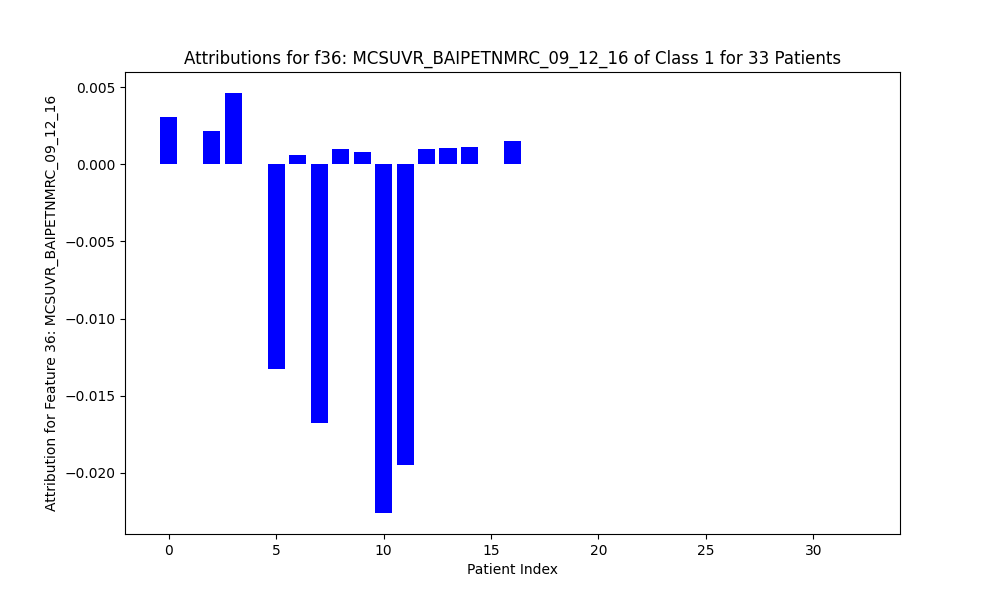 Attributions for f36: MCSUVR_BAIPETNMRC_09_12_16 of Class 1 for 33 Patients
Attribution for Feature 36: MCSUVR_BAIPETNMRC_09_12_16
0.005
0.000
−0.005
−0.010
−0.015
−0.020
0 5 10 15 20 25 30
Patient Index